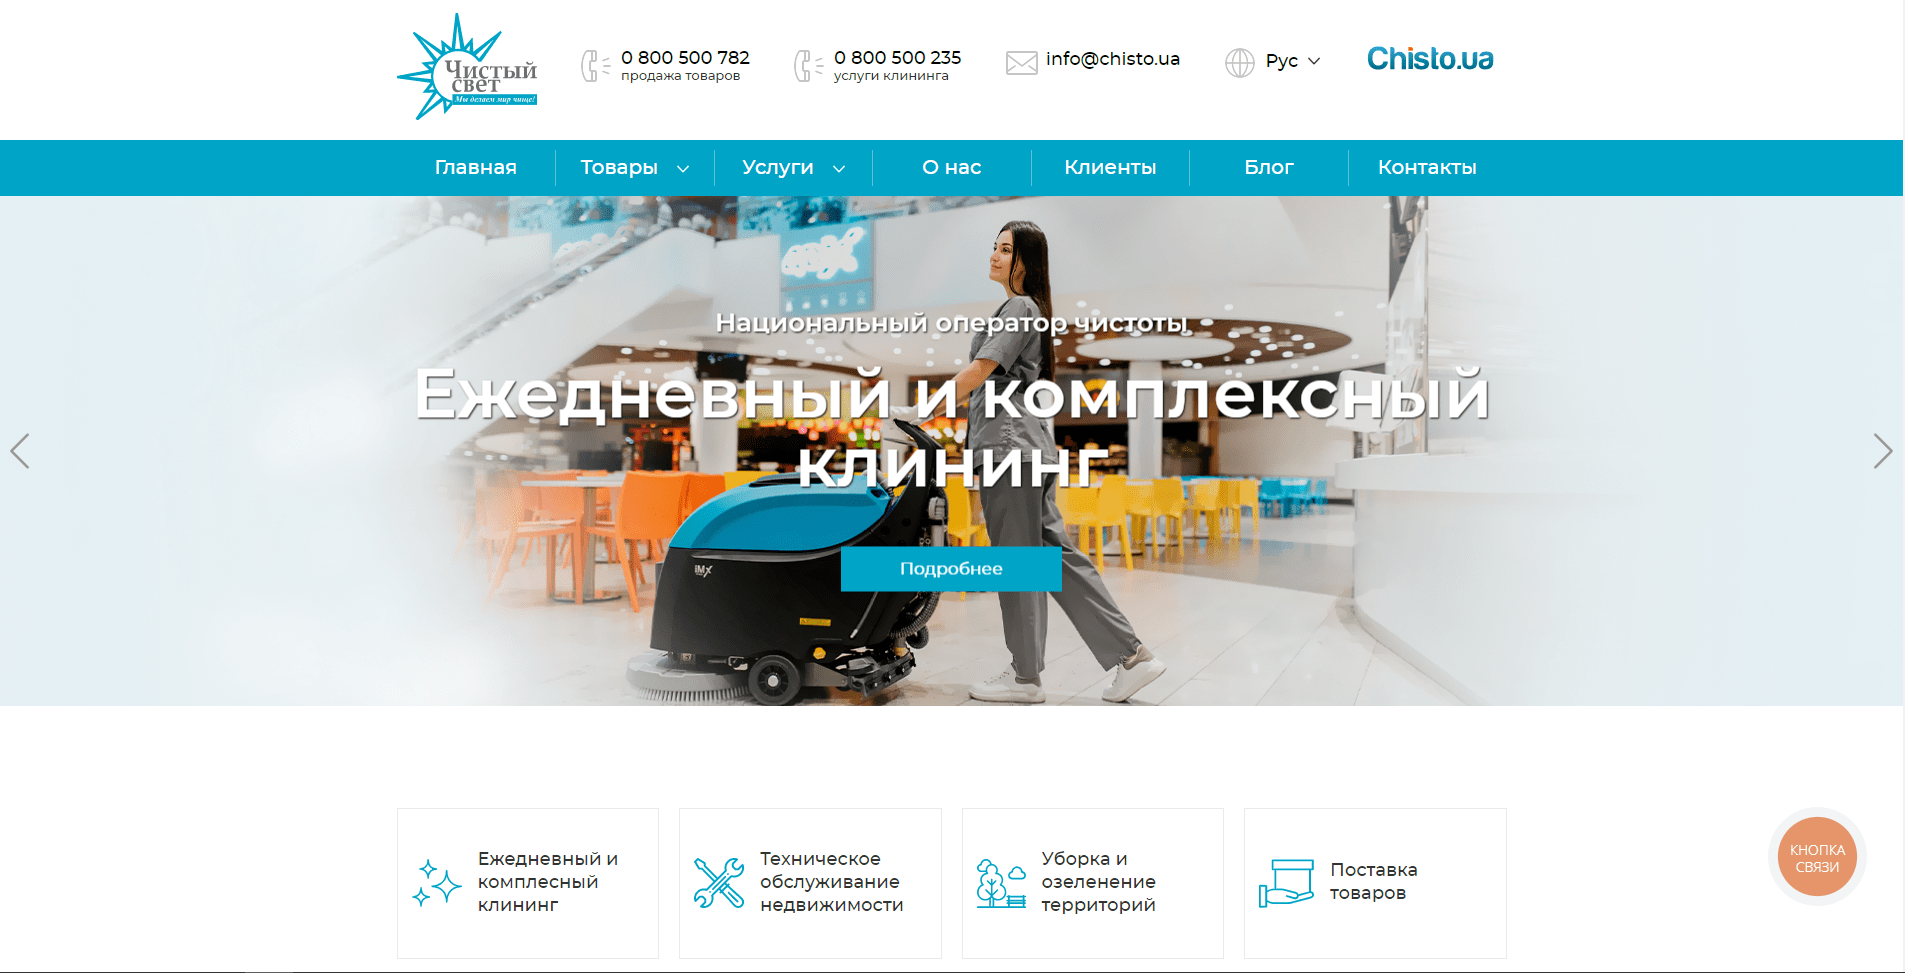 Чистый
свет
Мы делаем мир чище!
0 800 500 782
продажа товаров
0 800 500 235
услуги клининга
info@chisto.ua
Рус
Chisto.ua
Главная
Товары
Услуги
О нас
Клиенты
Блог
Контакты
Национальный оператор чистоты
Ежедневный и комплексный
клининг
iMX
Подробнее
Ежедневный и
комплесный
клининг
Техническое
обслуживание
недвижимости
Уборка и
озеленение
территорий
Поставка
товаров
КНОПКА
СВЯЗИ